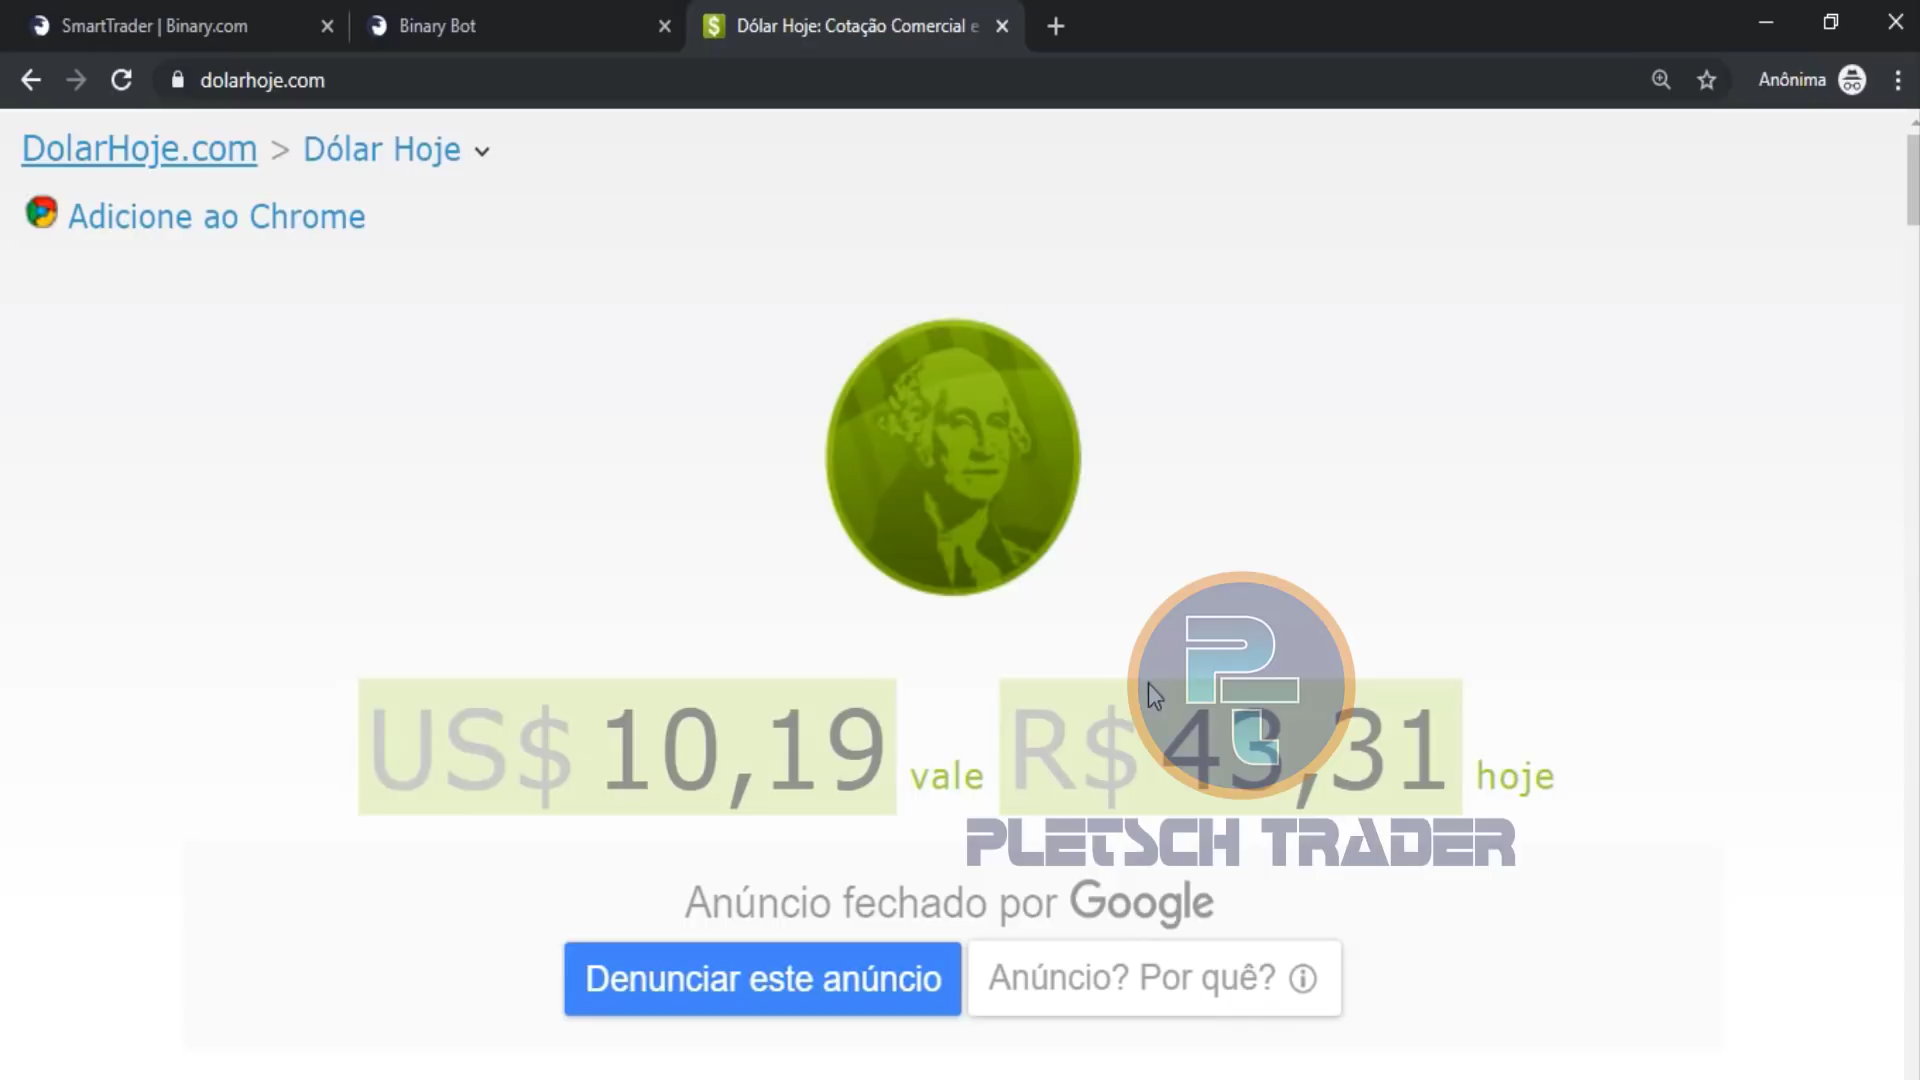 SmartTrader | Binary.com
Binary Bot
Dólar Hoje: Cotação Comercial e
dolarhoje.com
Anônima
DolarHoje.com > Dólar Hoje
Adicione ao Chrome
US$ 10,19 vale R$ 43,31 hoje
PLETSCH TRADER
Anúncio fechado por Google
Denunciar este anúncio
Anúncio? Por quê?